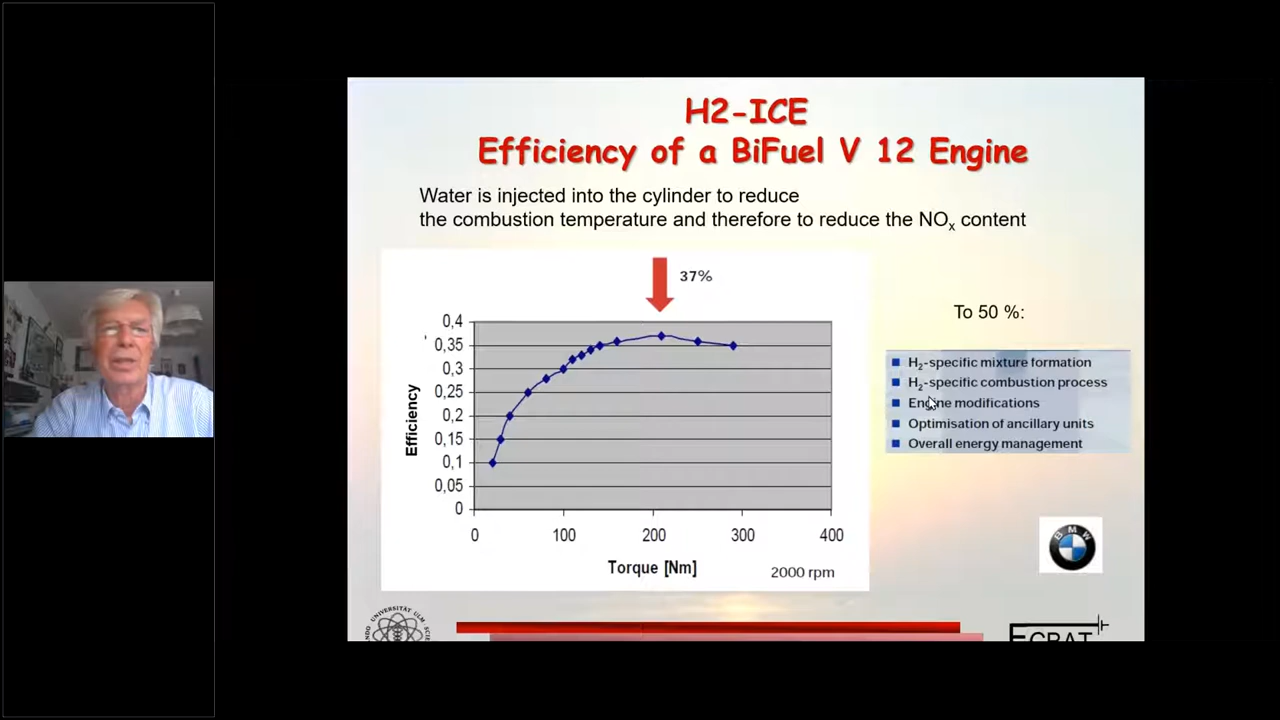 H2-ICE
Efficiency of a BiFuel V 12 Engine
Water is injected into the cylinder to reduce
the combustion temperature and therefore to reduce the NOx content
37%
To 50 %:
H2-specific mixture formation
H2-specific combustion process
Engine modifications
Optimisation of ancillary units
Overall energy management
Efficiency
0,4
0,35
0,3
0,25
0,2
0,15
0,1
0,05
0
0 100 200 300 400
Torque [Nm]
2000 rpm
BMW
UNIVERSITÄT ULM